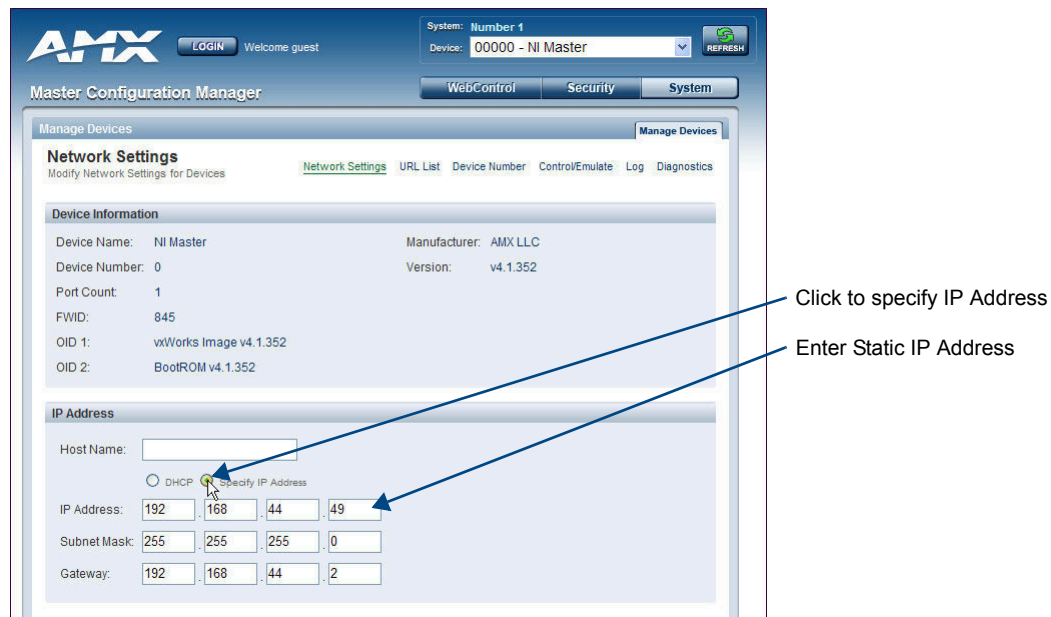 AMX LOGIN Welcome guest
System: Number 1
Device: 00000 - NI Master REFRESH
Master Configuration Manager
WebControl Security System
Manage Devices Manage Devices
Network Settings
Modify Network Settings for Devices
Network Settings URL List Device Number Control/Emulate Log Diagnostics
Device Information
Device Name: NI Master Manufacturer: AMX LLC
Device Number: 0 Version: v4.1.352
Port Count: 1
FWID: 845
OID 1: vxWorks Image v4.1.352
OID 2: BootROM v4.1.352
Click to specify IP Address
Enter Static IP Address
IP Address
Host Name:
DHCP Specify IP Address
IP Address: 192 . 168 . 44 . 49
Subnet Mask: 255 . 255 . 255 . 0
Gateway: 192 . 168 . 44 . 2